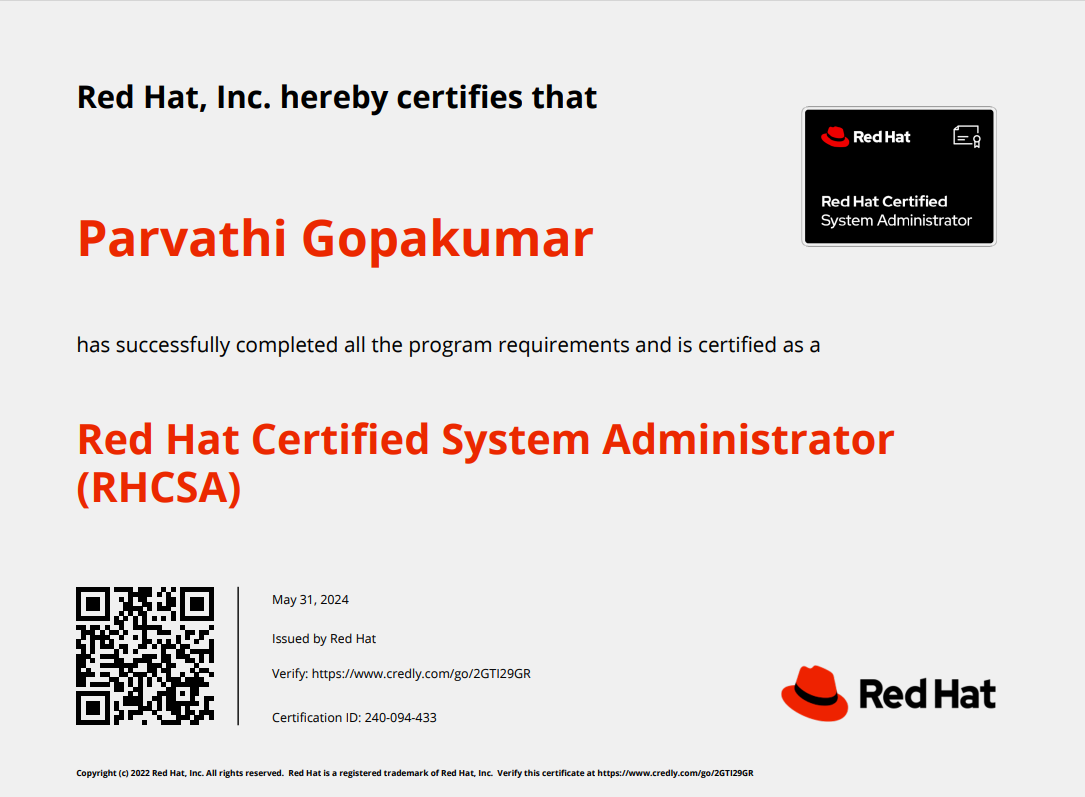 Red Hat, Inc. hereby certifies that
Red Hat
Red Hat Certified
System Administrator
Parvathi Gopakumar
has successfully completed all the program requirements and is certified as a
Red Hat Certified System Administrator
(RHCSA)
May 31, 2024
Issued by Red Hat
Verify: https://www.credly.com/go/2GTI29GR
Certification ID: 240-094-433
Red Hat
Copyright (c) 2022 Red Hat, Inc. All rights reserved.  Red Hat is a registered trademark of Red Hat, Inc.  Verify this certificate at https://www.credly.com/go/2GTI29GR